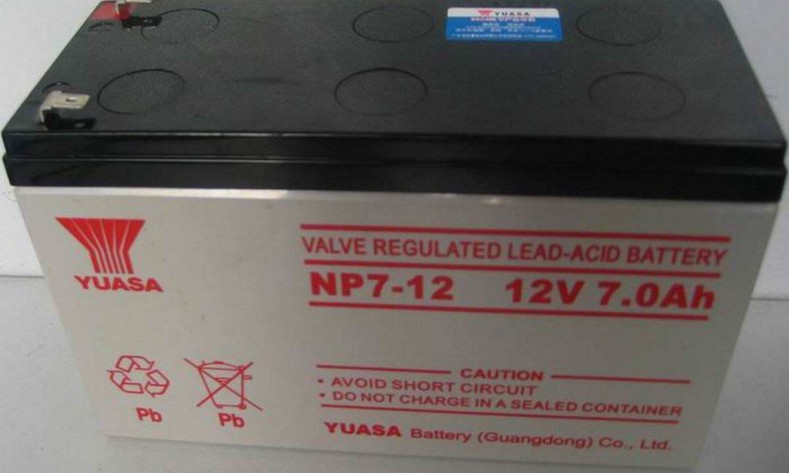 YUASA
YUASA
VALVE REGULATED LEAD-ACID BATTERY
NP7-12 12V 7.0Ah
Pb
Pb
CAUTION
• AVOID SHORT CIRCUIT
• DO NOT CHARGE IN A SEALED CONTAINER
YUASA Battery (Guangdong) Co., Ltd.